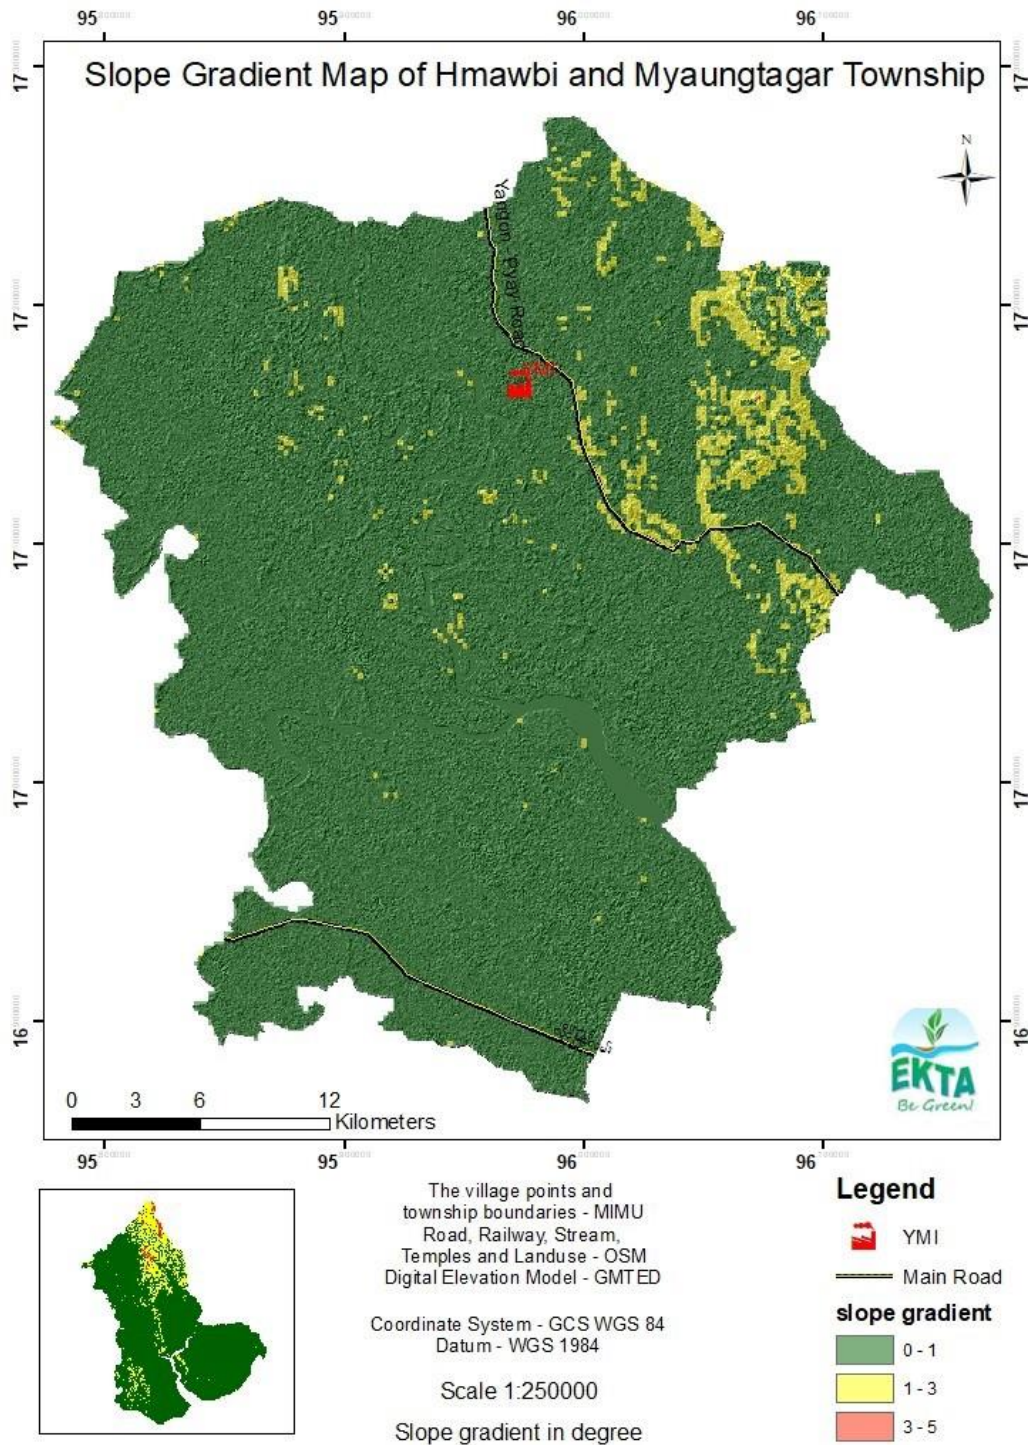 95 95 96 96
Slope Gradient Map of Hmawbi and Myaungtagar Township
N
17 17
Yangon - Pyay Road
17 17
YMI
17 17
17 17
16 16
EKTA
Be Green!
0 3 6 12
Kilometers
95 95 96 96
The village points and
township boundaries - MIMU
Road, Railway, Stream,
Temples and Landuse - OSM
Digital Elevation Model - GMTED
Coordinate System - GCS WGS 84
Datum - WGS 1984
Scale 1:250000
Slope gradient in degree
Legend
YMI
Main Road
slope gradient
0 - 1
1 - 3
3 - 5